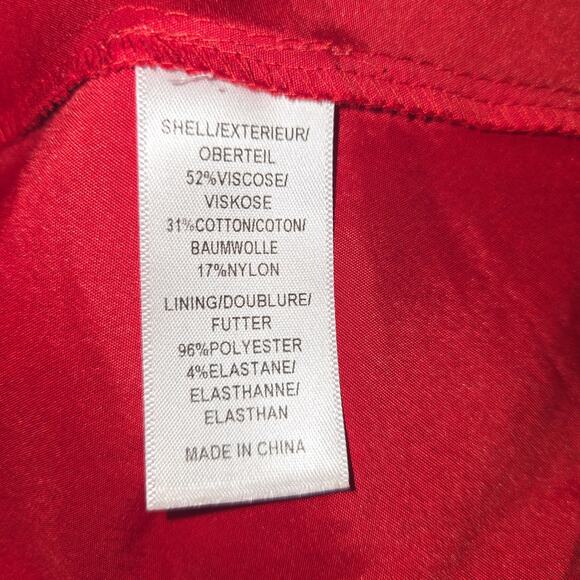 SHELL/EXTERIEUR/
OBERTEIL
52%VISCOSE/
VISKOSE
31%COTTON/COTON/
BAUMWOLLE
17%NYLON
LINING/DOUBLURE/
FUTTER
96%POLYESTER
4%ELASTANE/
ELASTHANNE/
ELASTHAN
MADE IN CHINA